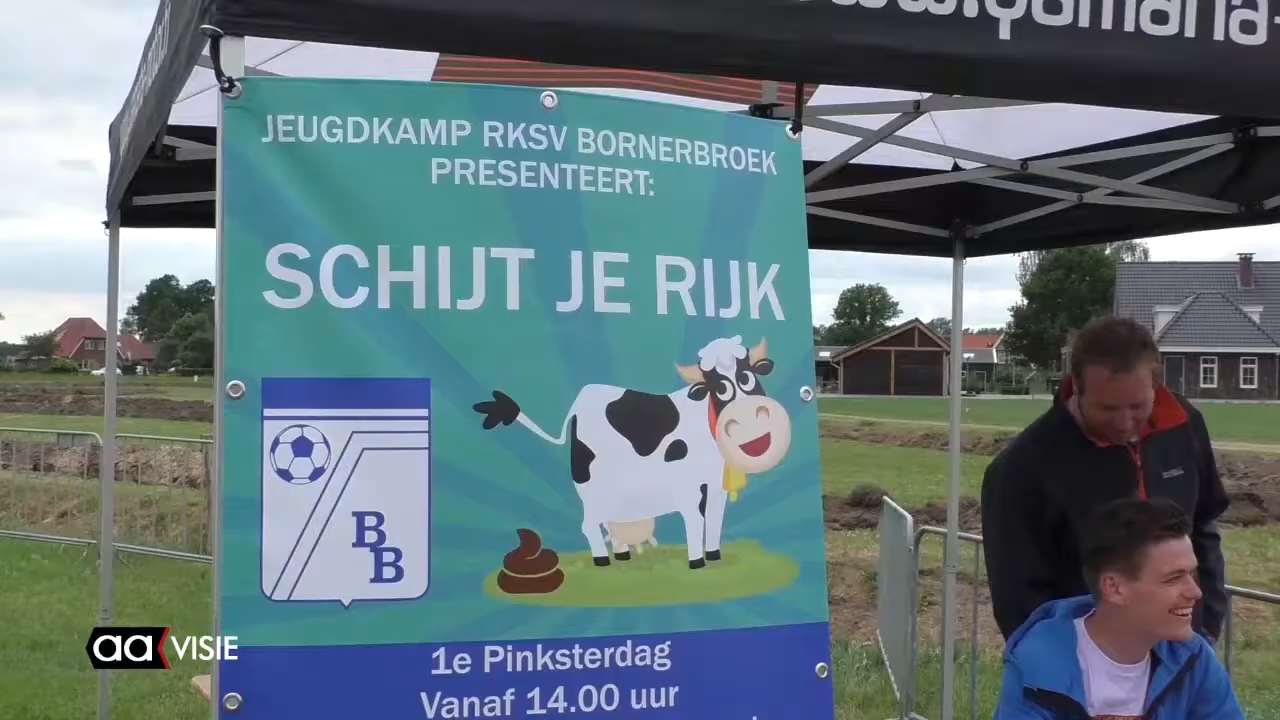 JEUGDKAMP RKSV BORNERBROEK
PRESENTEERT:
SCHIJT JE RIJK
BB
1e Pinksterdag
Vanaf 14.00 uur
aa VISIE